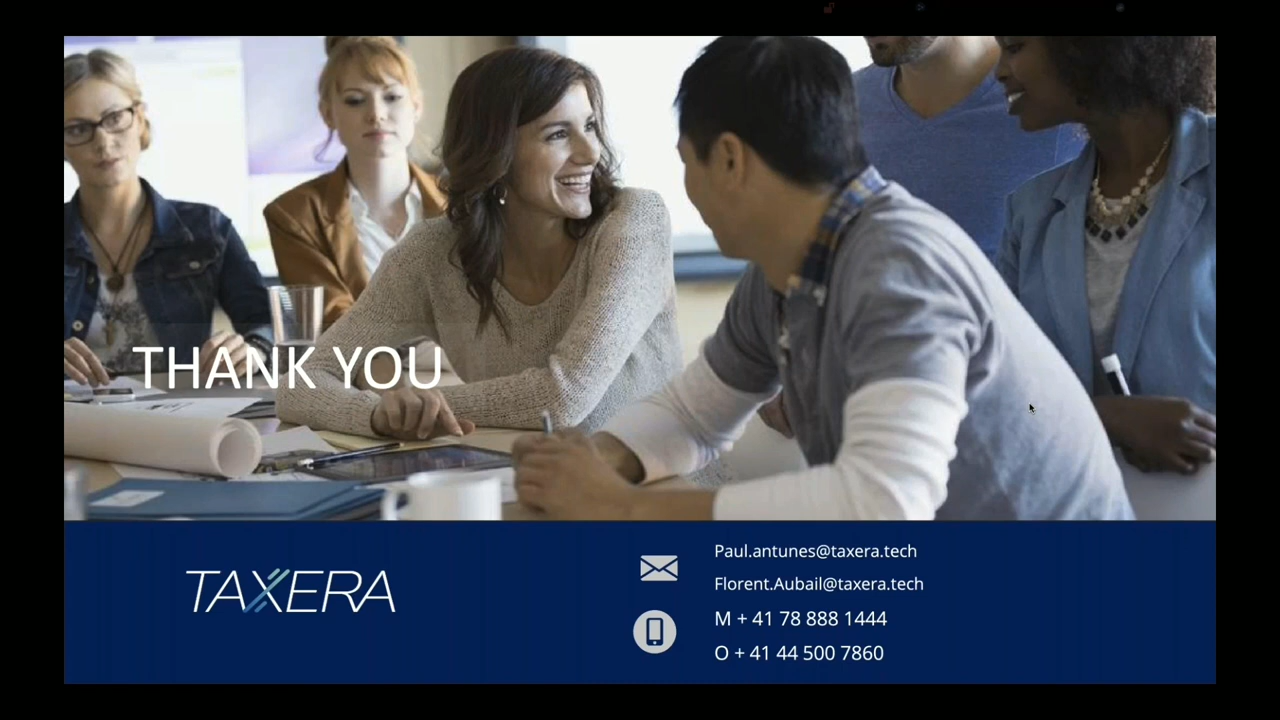 THANK YOU
TAXERA
Paul.antunes@taxera.tech
Florent.Aubail@taxera.tech
M + 41 78 888 1444
O + 41 44 500 7860